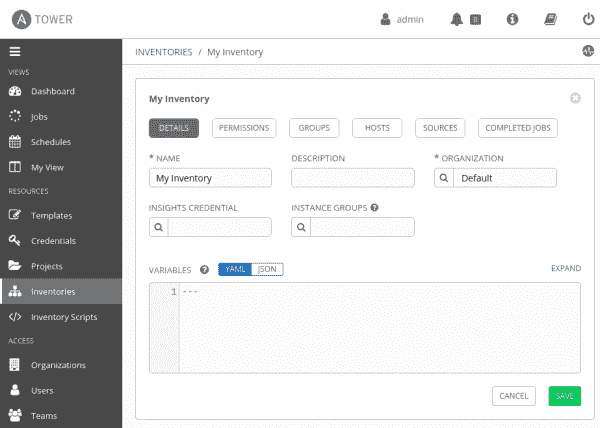 A TOWER
admin
0
VIEWS
Dashboard
Jobs
Schedules
My View
RESOURCES
Templates
Credentials
Projects
Inventories
Inventory Scripts
ACCESS
Organizations
Users
Teams
INVENTORIES / My Inventory
My Inventory
DETAILS PERMISSIONS GROUPS HOSTS SOURCES COMPLETED JOBS
* NAME DESCRIPTION * ORGANIZATION
My Inventory Default
INSIGHTS CREDENTIAL INSTANCE GROUPS ?
VARIABLES ? YAML JSON EXPAND
1 ---
CANCEL SAVE